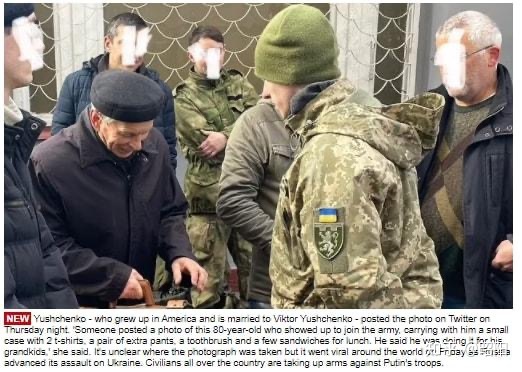 NEW Yushchenko - who grew up in America and is married to Viktor Yushchenko - posted the photo on Twitter on
Thursday night. 'Someone posted a photo of this 80-year-old who showed up to join the army, carrying with him a small
case with 2 t-shirts, a pair of extra pants, a toothbrush and a few sandwiches for lunch. He said he was doing it for his
grandkids,' she said. It's unclear where the photograph was taken but it went viral around the world on Friday as Russia
advanced its assault on Ukraine. Civilians all over the country are taking up arms against Putin's troops.